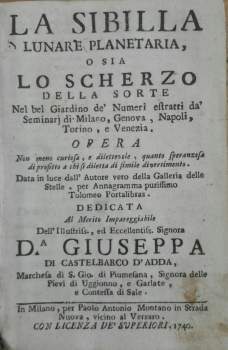 LA SIBILLA
LUNARE PLANETARIA,
O SIA
LO SCHERZO
DELLA SORTE
Nel bel Giardino de' Numeri estratti da'
Seminarj di Milano, Genova, Napoli,
Torino, e Venezia.
OPERA
Non meno curiosa, e dilettevole, quanto speranzosa
di profitto a chi si diletta di simile divertimento.
Data in luce dall' Autore vero della Galleria delle
Stelle, per Annagramma purissimo
Tolomeo Portalibras.
DEDICATA
Al Merito Impareggiabile
Dell' Illustriss., ed Eccellentiss. Signora
D.A GIUSEPPA
DI CASTELBARCO D'ADDA,
Marchesa di S. Gio. di Piumesana, Signora delle
Pievi di Uggionno, e Garlate,
e Contessa di Sale.
In Milano, per Paolo Antonio Montano in Strada
Nuova, vicino al Verzaro.
CON LICENZA DE' SUPERIORI, 1740.